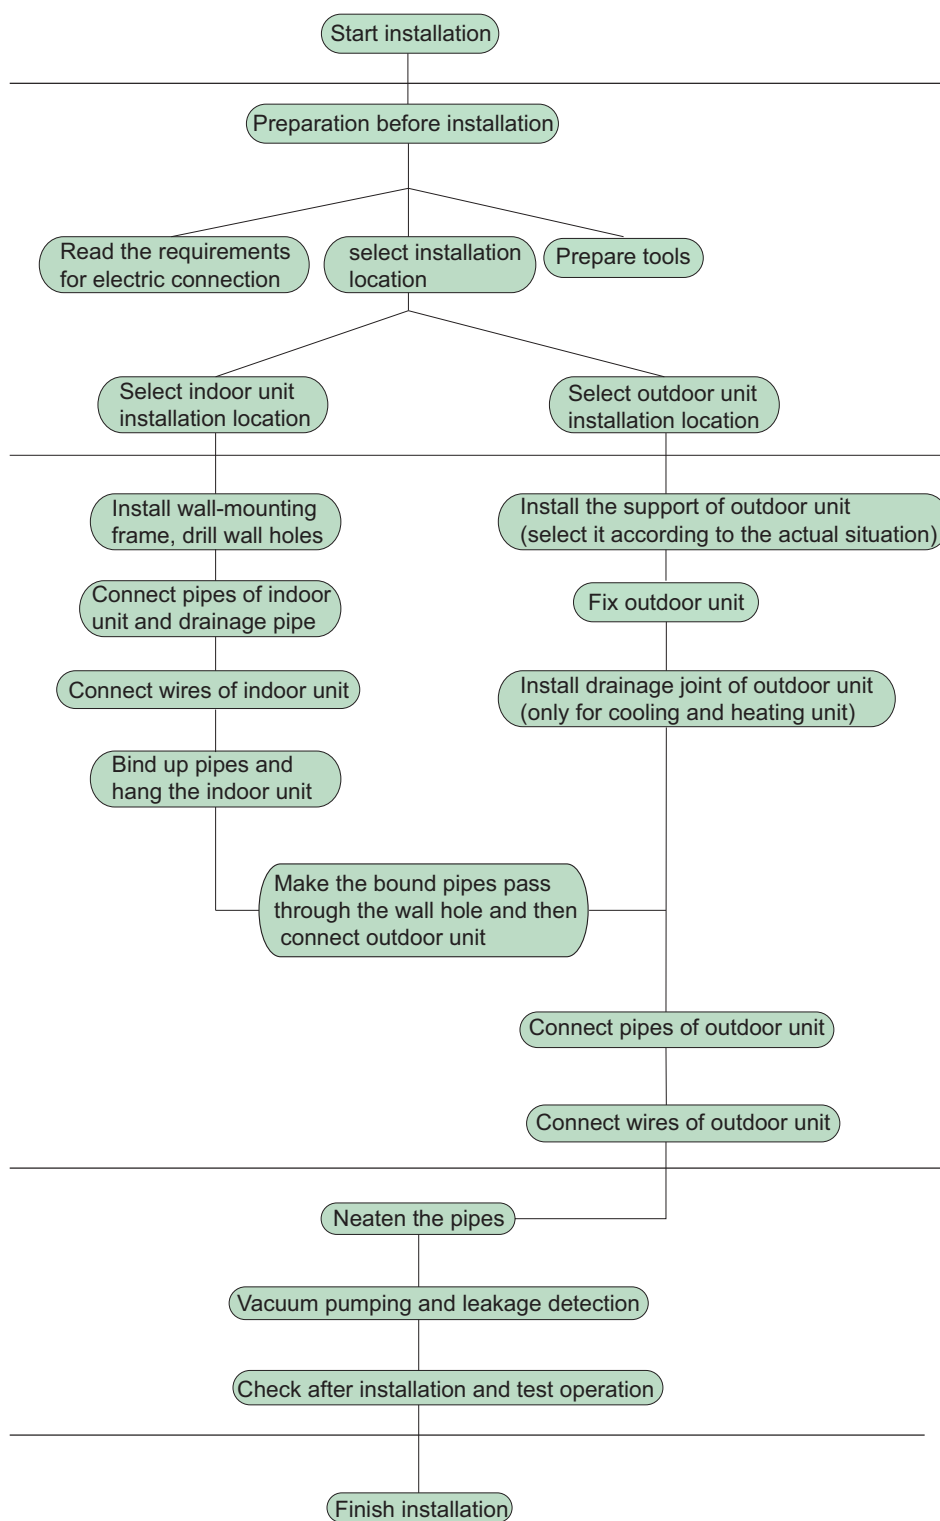 Start installation
Preparation before installation
Read the requirements
for electric connection
select installation
location
Prepare tools
Select indoor unit
installation location
Select outdoor unit
installation location
Install wall-mounting
frame, drill wall holes
Install the support of outdoor unit
(select it according to the actual situation)
Connect pipes of indoor
unit and drainage pipe
Fix outdoor unit
Connect wires of indoor unit
Install drainage joint of outdoor unit
(only for cooling and heating unit)
Bind up pipes and
hang the indoor unit
Make the bound pipes pass
through the wall hole and then
connect outdoor unit
Connect pipes of outdoor unit
Connect wires of outdoor unit
Neaten the pipes
Vacuum pumping and leakage detection
Check after installation and test operation
Finish installation